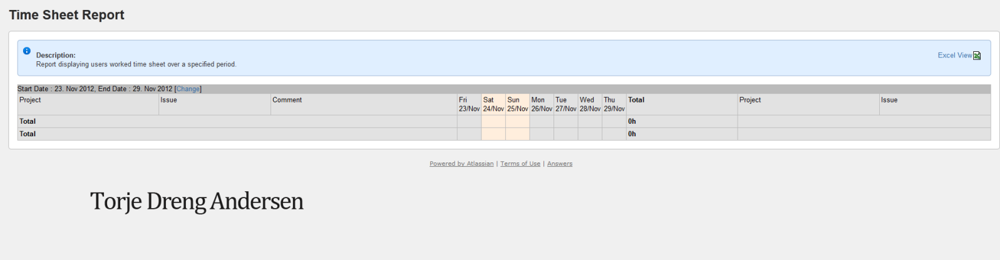 Time Sheet Report
Description:
Report displaying users worked time sheet over a specified period.
Excel View
Start Date : 23. Nov 2012, End Date : 29. Nov 2012 [Change]
Project Issue Comment Fri Sat Sun Mon Tue Wed Thu Total Project Issue
23/Nov 24/Nov 25/Nov 26/Nov 27/Nov 28/Nov 29/Nov
Total 0h
Total 0h
Powered by Atlassian | Terms of Use | Answers
Torje Dreng Andersen